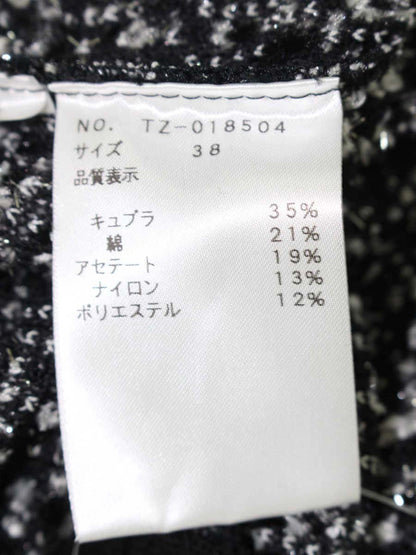 NO. TZ-018504
サイズ 38
品質表示
キュプラ 35%
綿 21%
アセテート 19%
ナイロン 13%
ポリエステル 12%